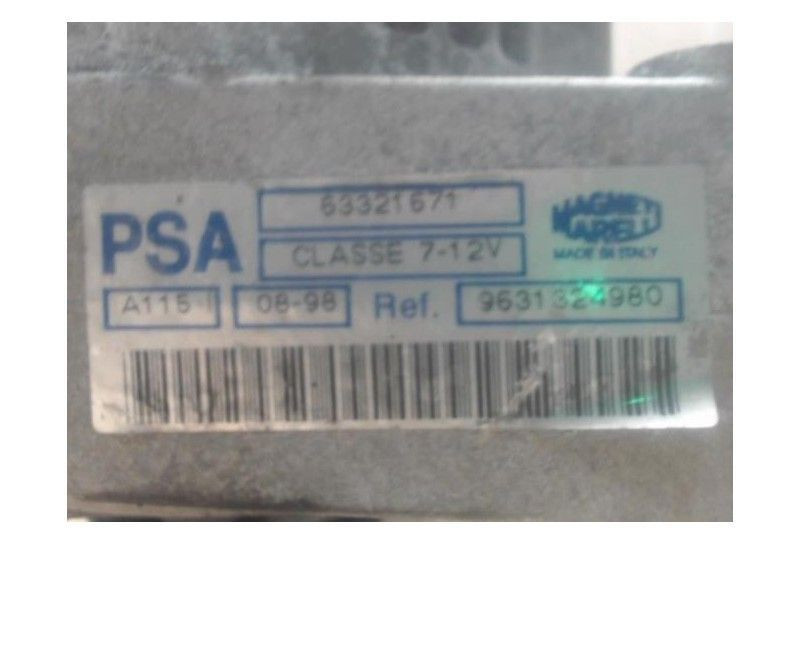 PSA
63321671
CLASSE 7-12V
MAGNETI MARELLI
MADE IN ITALY
A115 08-98 Ref. 9631324980